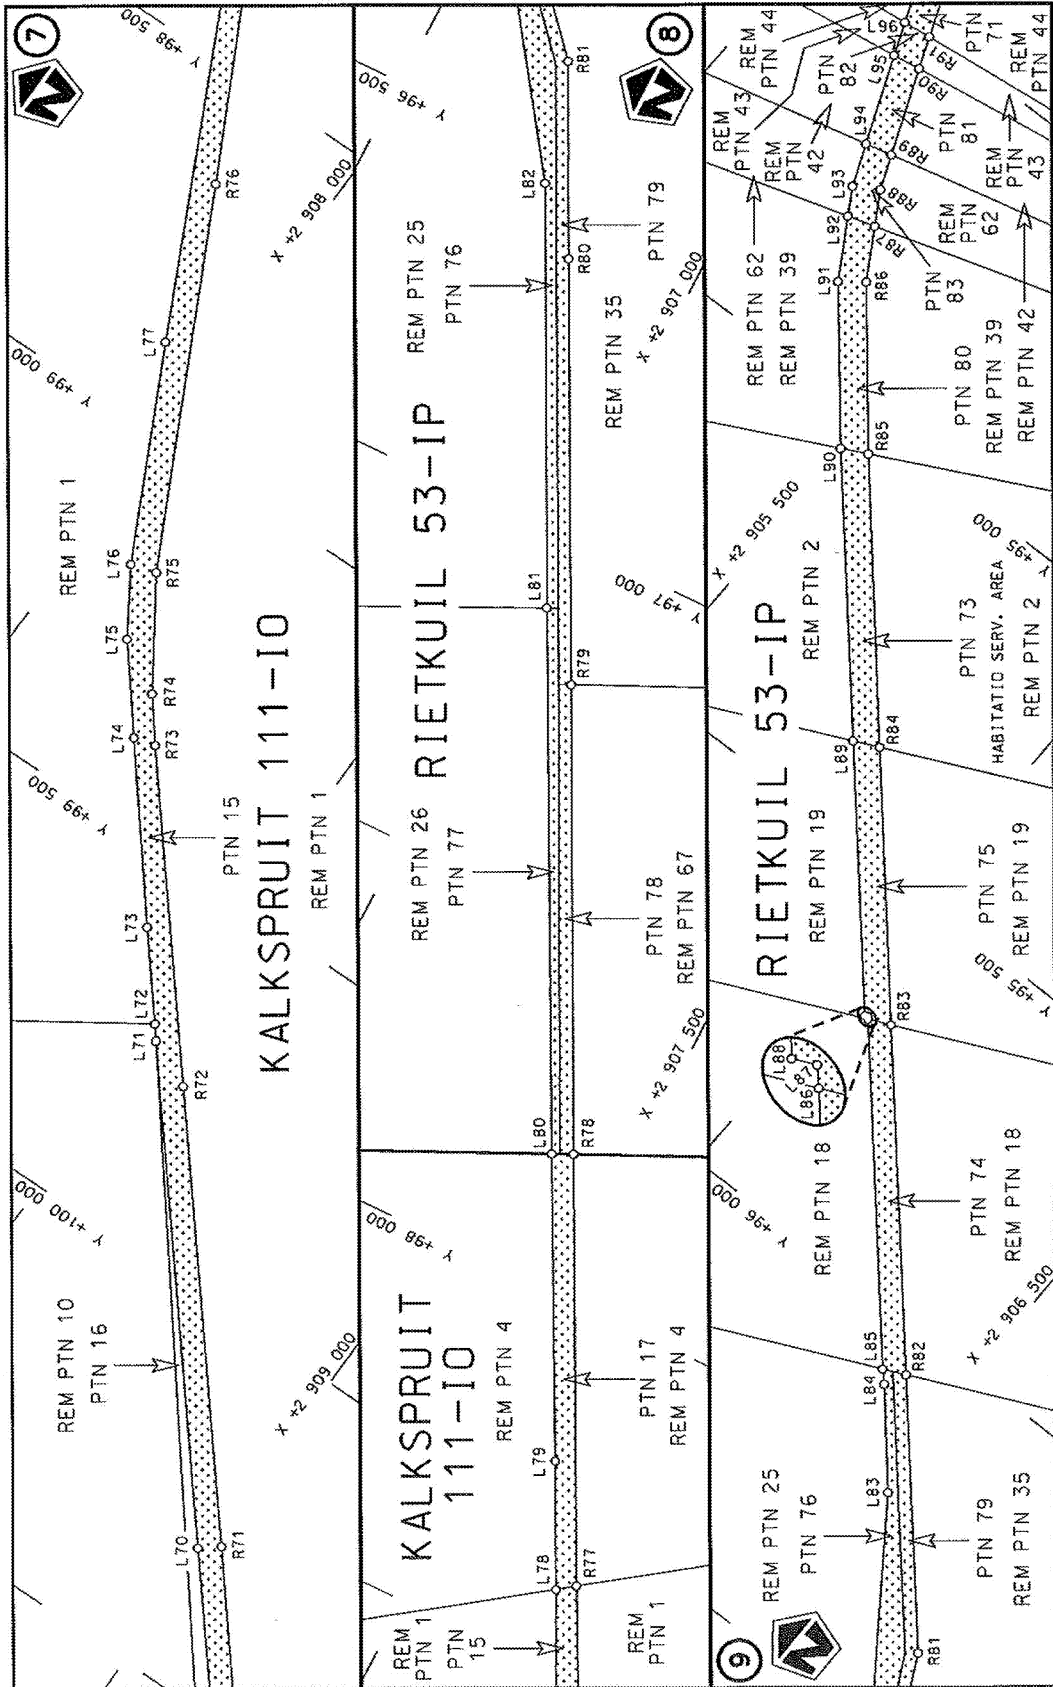 7
REM PTN 10
PTN 16
REM PTN 1
Y +100 000
Y +99 500
Y +99 000
Y +98 500
L70
L71
L72
L73
L74
L75
L76
L77
R71
R72
R73
R74
R75
R76
PTN 15
REM PTN 1
KALKSPRUIT 111-IO
X +2 909 000
X +2 908 000
8
KALKSPRUIT
111-IO
RIETKUIL 53-IP
REM
PTN 1
PTN
15
REM PTN 4
REM PTN 26
PTN 77
REM PTN 25
PTN 76
Y +98 000
Y +97 000
Y +96 500
L78
L79
L80
L81
L82
R77
R78
R79
R80
R81
REM
PTN 1
PTN 17
REM PTN 4
PTN 78
REM PTN 67
REM PTN 35
PTN 79
X +2 907 500
X +2 907 000
9
RIETKUIL 53-IP
REM PTN 25
PTN 76
REM PTN 18
REM PTN 19
REM PTN 2
REM PTN 62
REM PTN 39
REM
PTN 43
REM
PTN
42
REM
PTN 44
PTN
82
Y +96 000
X +2 905 500
L83
L84
L85
L86
L87
L88
L89
L90
L91
L92
L93
L94
L95
L96
R81
R82
R83
R84
R85
R86
R87
R88
R89
R90
R91
PTN 79
REM PTN 35
PTN 74
REM PTN 18
PTN 75
REM PTN 19
PTN 73
HABITATIO SERV. AREA
REM PTN 2
PTN 80
REM PTN 39
REM PTN 42
PTN
83
REM
PTN
62
PTN
81
REM
PTN
43
PTN
71
REM
PTN 44
X +2 906 500
Y +95 500
Y +95 000